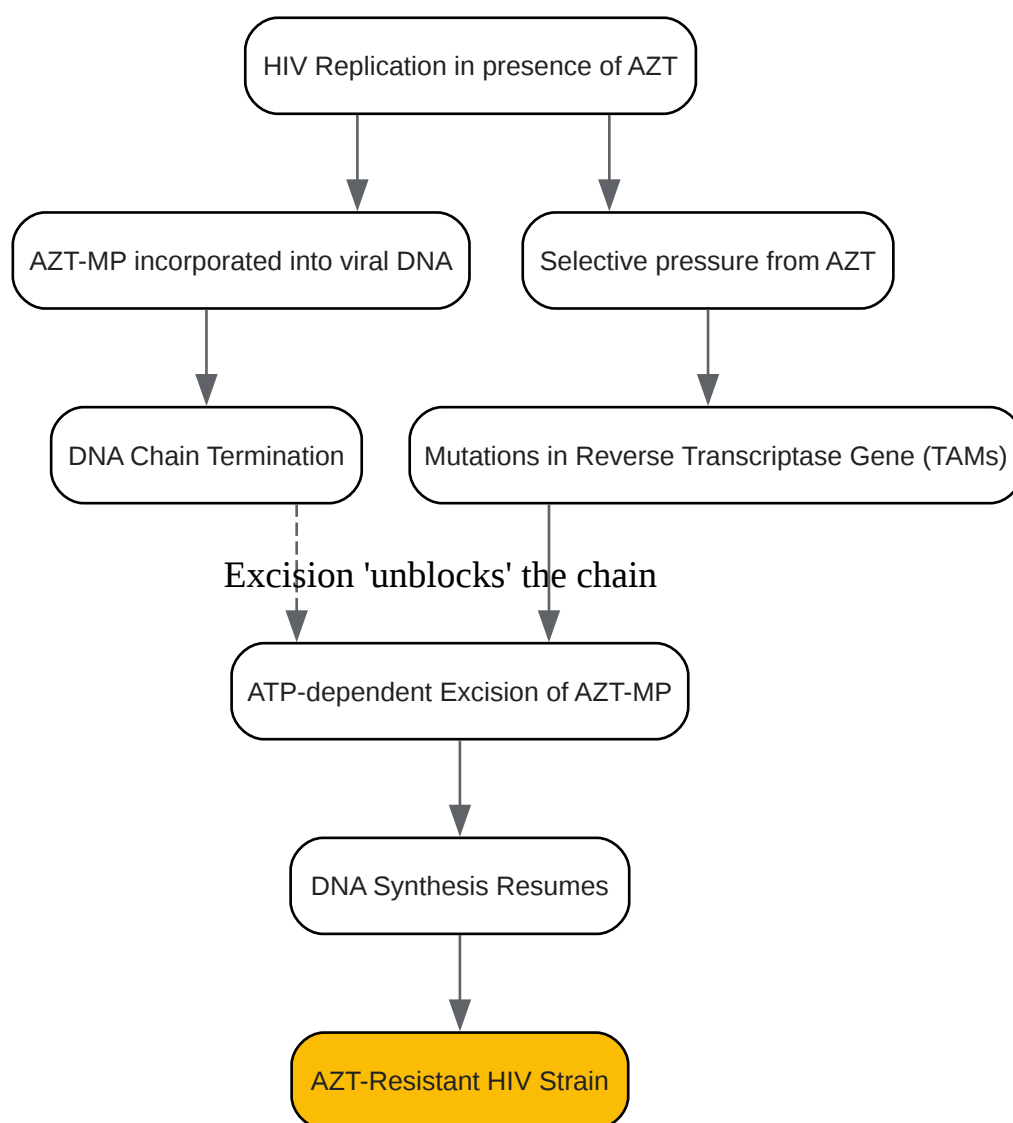 HIV Replication in presence of AZT
AZT-MP incorporated into viral DNA
Selective pressure from AZT
DNA Chain Termination
Mutations in Reverse Transcriptase Gene (TAMs)
Excision 'unblocks' the chain
ATP-dependent Excision of AZT-MP
DNA Synthesis Resumes
AZT-Resistant HIV Strain